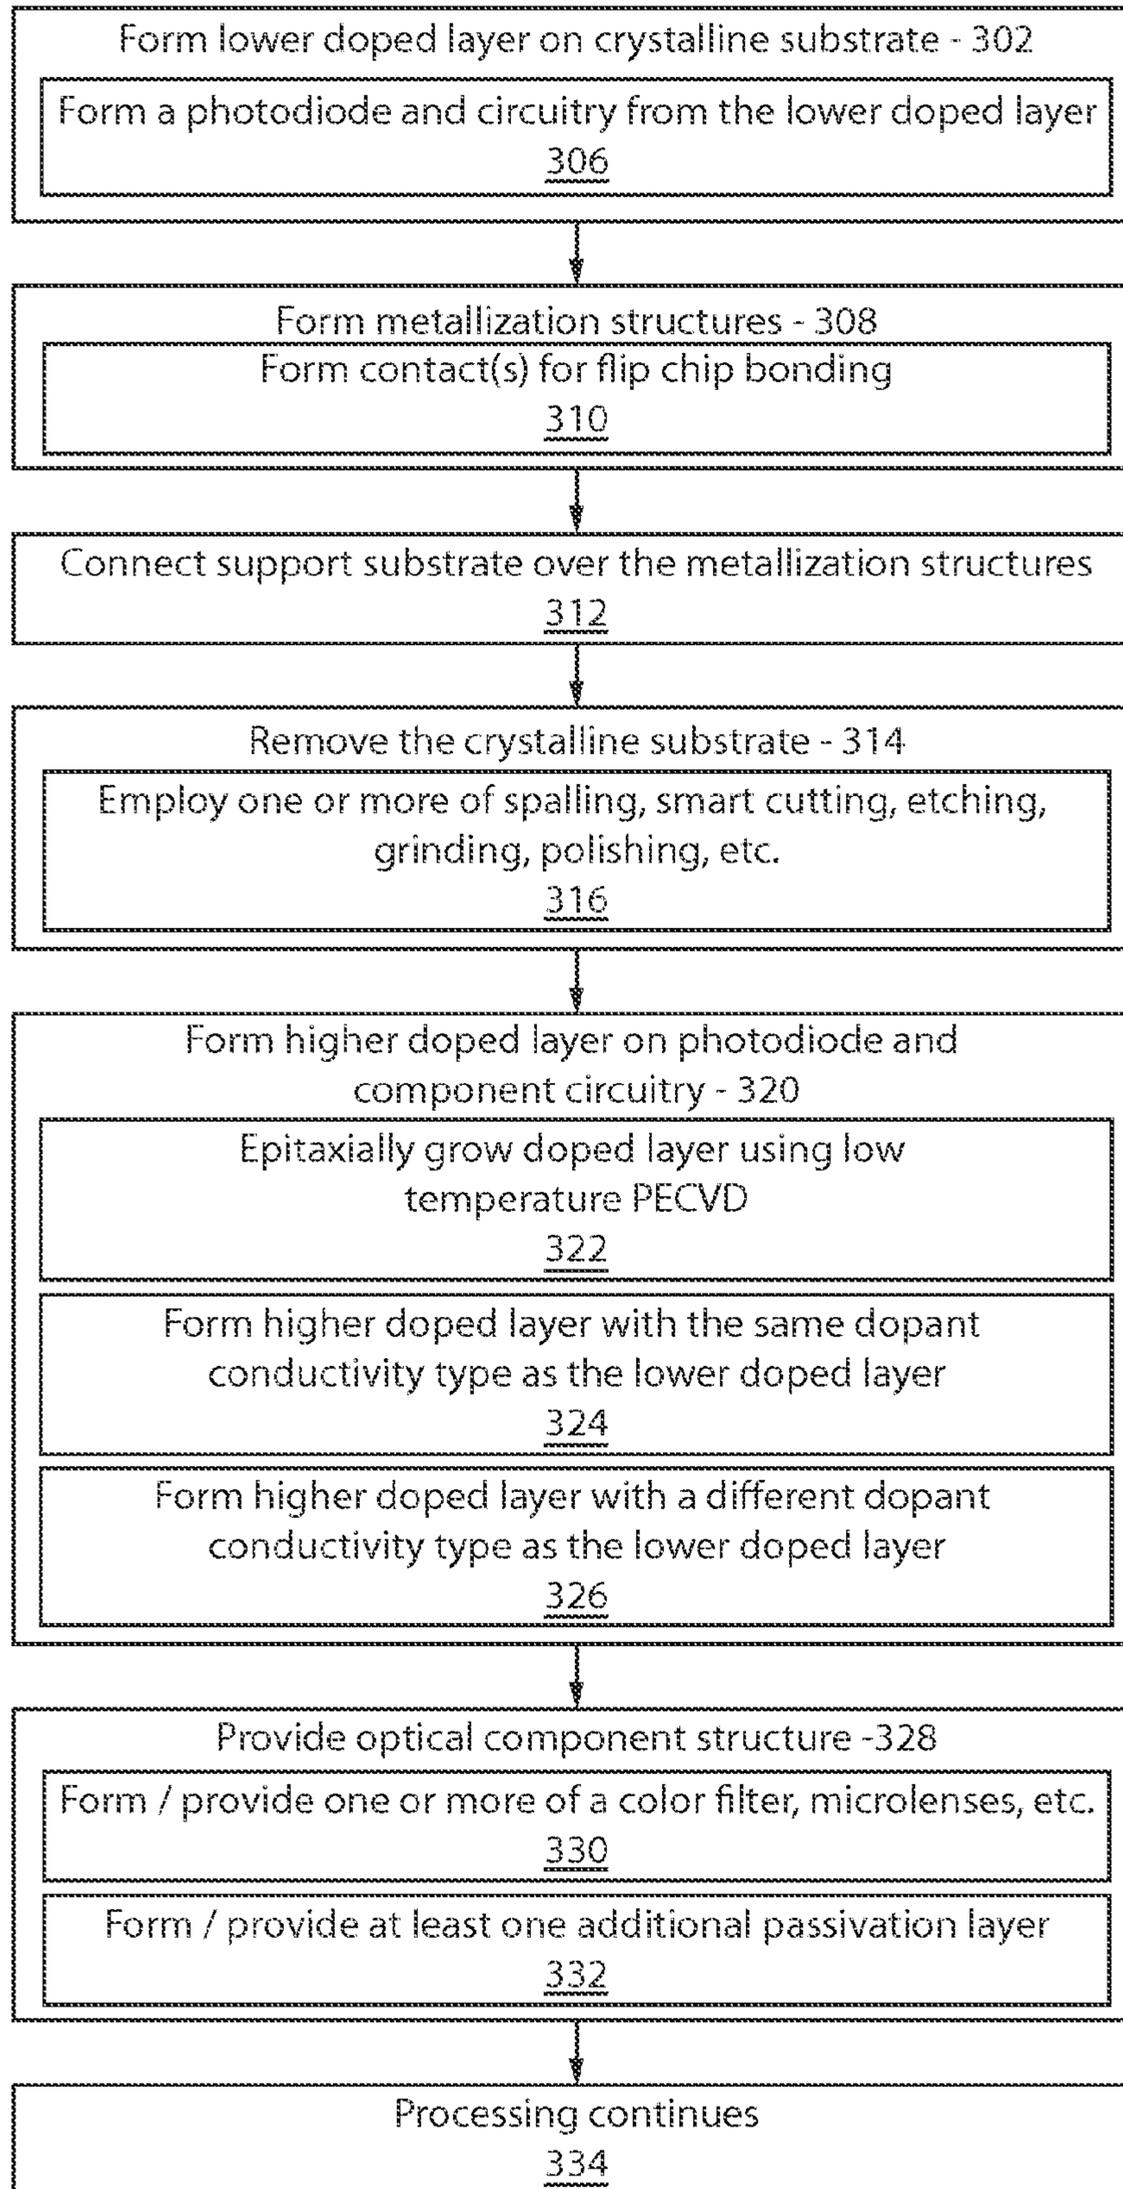 Form lower doped layer on crystalline substrate - 302
Form a photodiode and circuitry from the lower doped layer
306
Form metallization structures - 308
Form contact(s) for flip chip bonding
310
Connect support substrate over the metallization structures
312
Remove the crystalline substrate - 314
Employ one or more of spalling, smart cutting, etching,
grinding, polishing, etc.
316
Form higher doped layer on photodiode and
component circuitry - 320
Epitaxially grow doped layer using low
temperature PECVD
322
Form higher doped layer with the same dopant
conductivity type as the lower doped layer
324
Form higher doped layer with a different dopant
conductivity type as the lower doped layer
326
Provide optical component structure -328
Form / provide one or more of a color filter, microlenses, etc.
330
Form / provide at least one additional passivation layer
332
Processing continues
334